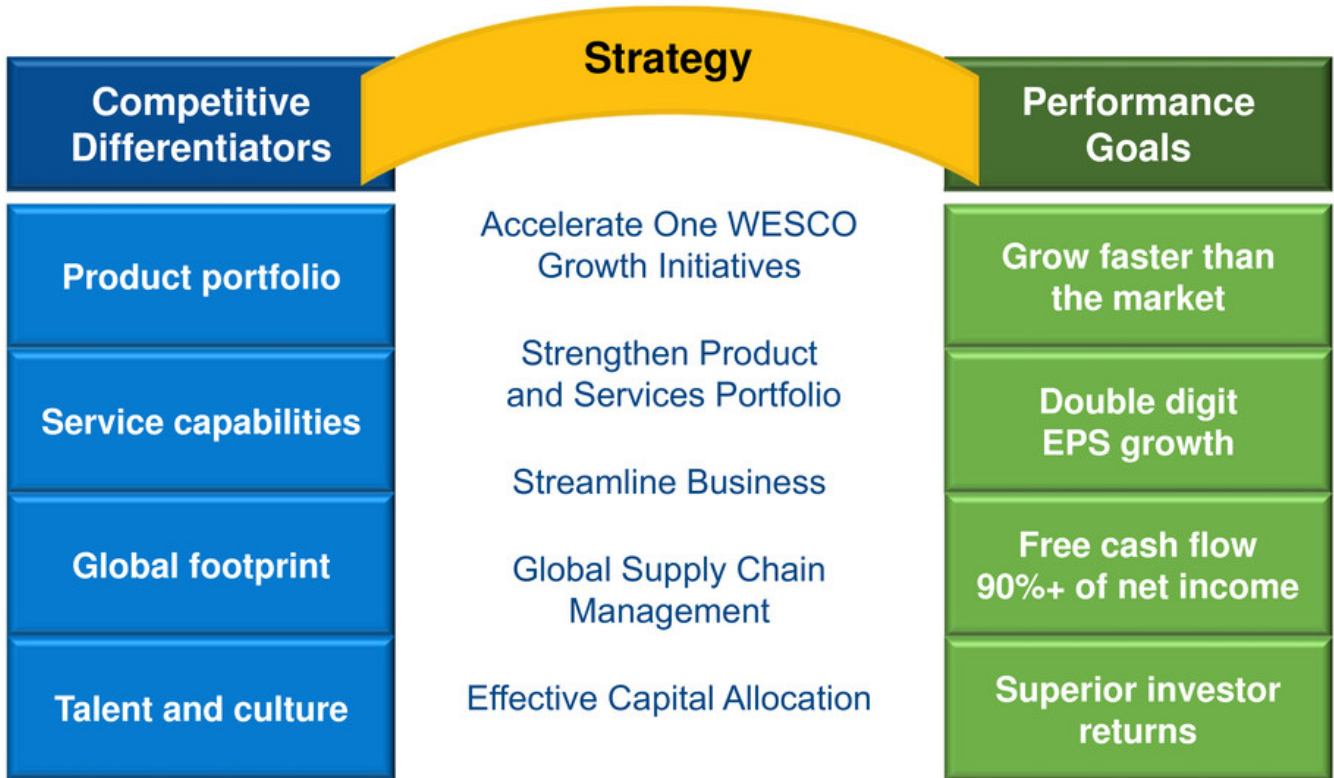 Strategy
Competitive
Differentiators
Product portfolio
Service capabilities
Global footprint
Talent and culture
Accelerate One WESCO
Growth Initiatives
Strengthen Product
and Services Portfolio
Streamline Business
Global Supply Chain
Management
Effective Capital Allocation
Performance
Goals
Grow faster than
the market
Double digit
EPS growth
Free cash flow
90%+ of net income
Superior investor
returns